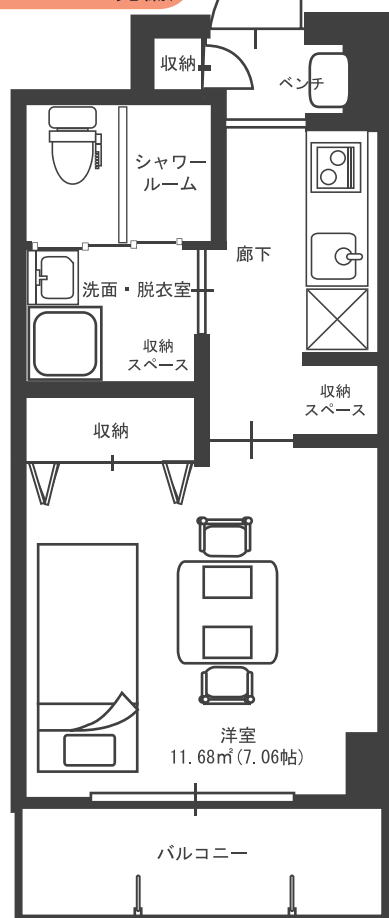 収納
ベンチ
シャワー
ルーム
廊下
洗面・脱衣室
収納
スペース
収納
スペース
収納
洋室
11.68㎡(7.06帖)
バルコニー